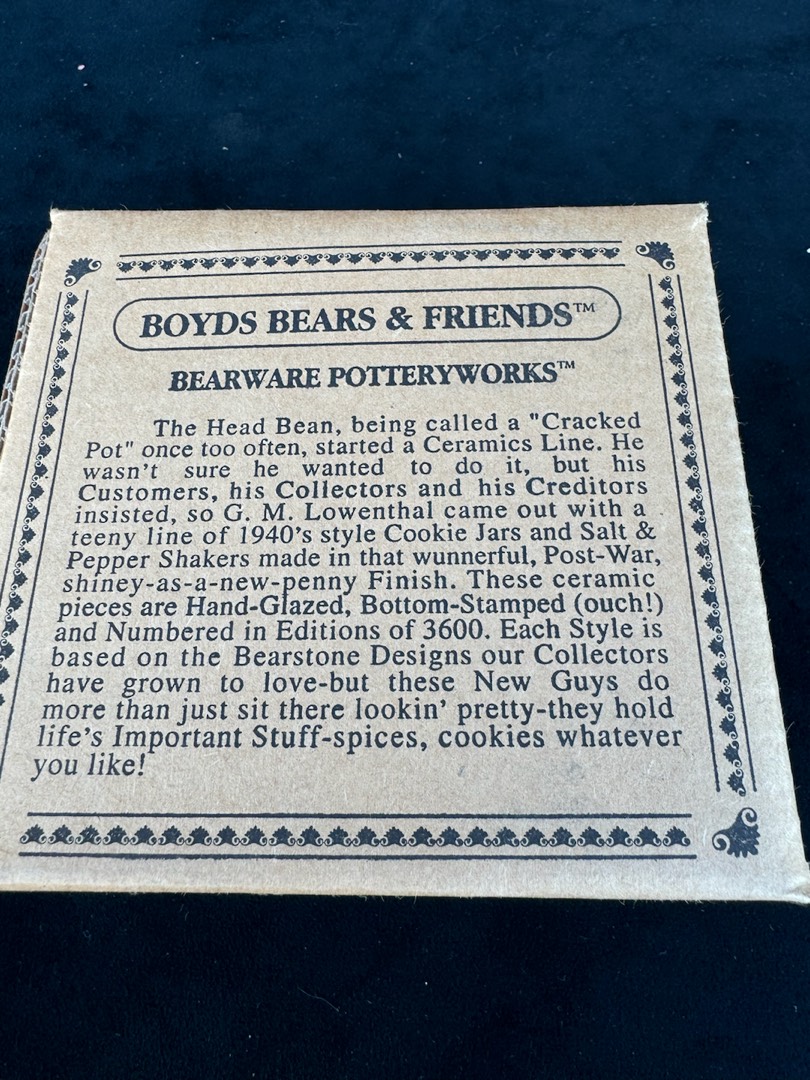 BOYDS BEARS & FRIENDS™
BEARWARE POTTERYWORKS™
The Head Bean, being called a "Cracked
Pot" once too often, started a Ceramics Line. He
wasn't sure he wanted to do it, but his
Customers, his Collectors and his Creditors
insisted, so G. M. Lowenthal came out with a
teeny line of 1940's style Cookie Jars and Salt &
Pepper Shakers made in that wunnerful, Post-War,
shiney-as-a-new-penny Finish. These ceramic
pieces are Hand-Glazed, Bottom-Stamped (ouch!)
and Numbered in Editions of 3600. Each Style is
based on the Bearstone Designs our Collectors
have grown to love-but these New Guys do
more than just sit there lookin' pretty-they hold
life's Important Stuff-spices, cookies whatever
you like!